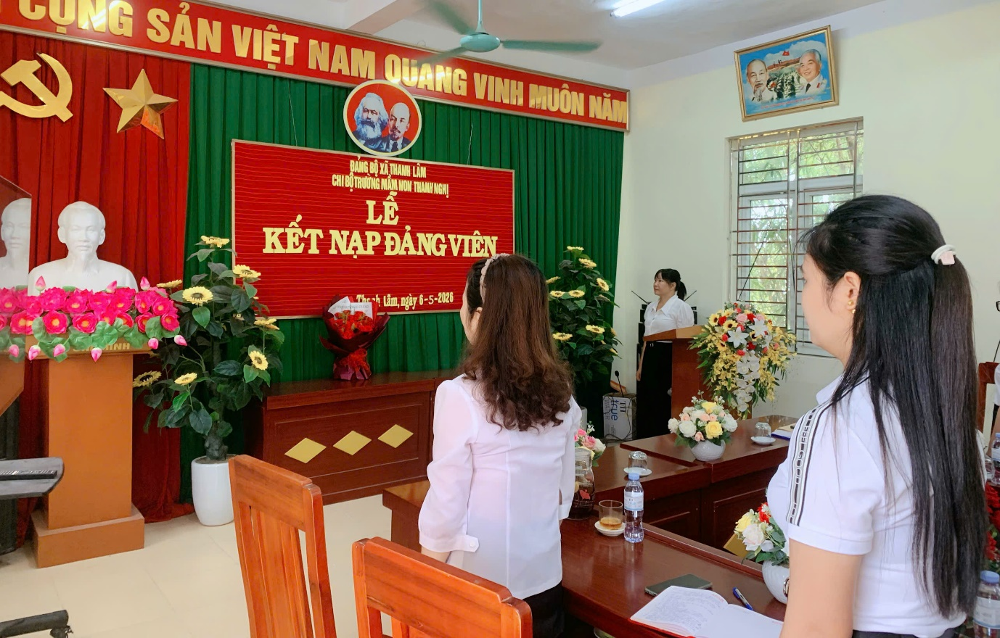 CỘNG SẢN VIỆT NAM QUANG VINH MUÔN NĂM
ĐẢNG BỘ XÃ THANH LÂM
CHI BỘ TRƯỜNG MẦM NON THANH NGHỊ
LỄ
KẾT NẠP ĐẢNG VIÊN
Thanh Lâm, ngày 6-5-2026